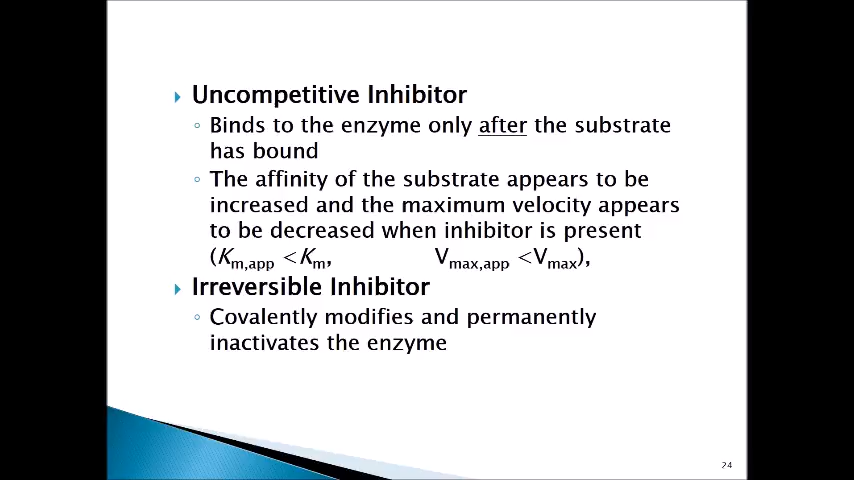 Uncompetitive Inhibitor
Binds to the enzyme only after the substrate
has bound
The affinity of the substrate appears to be
increased and the maximum velocity appears
to be decreased when inhibitor is present
(Km,app <Km, Vmax,app <Vmax),
Irreversible Inhibitor
Covalently modifies and permanently
inactivates the enzyme
24